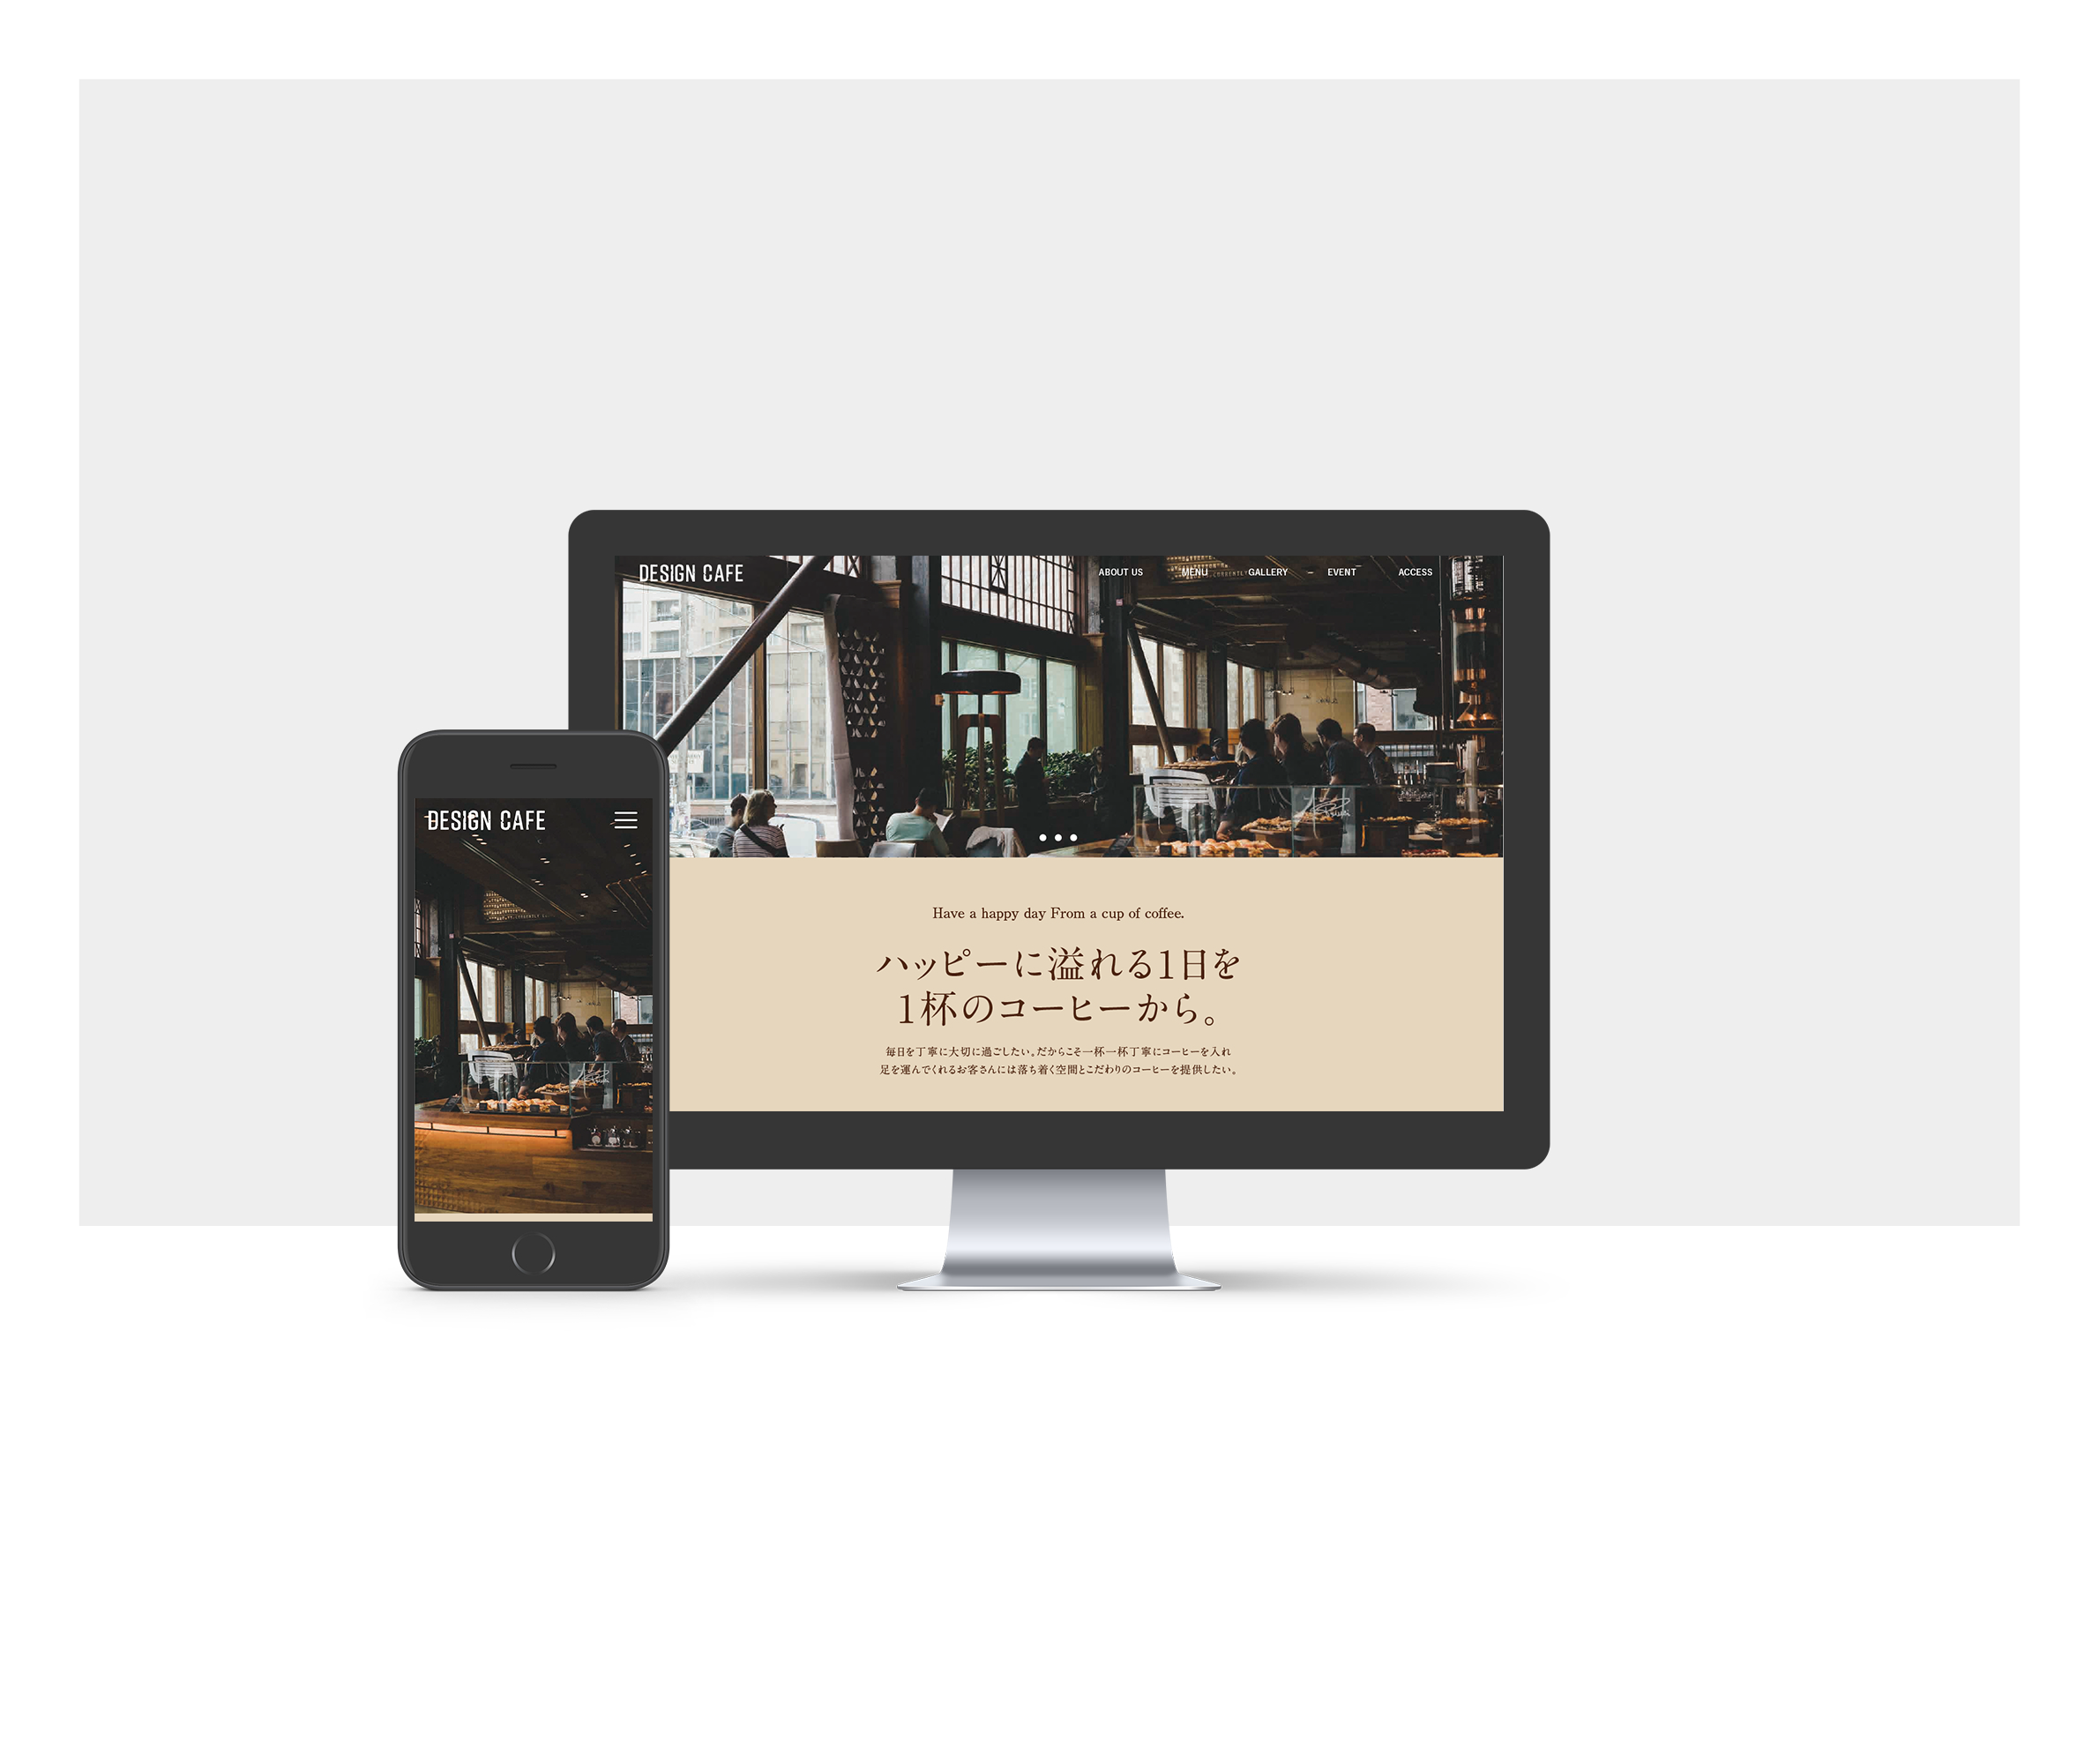 DESIGN CAFE
ABOUT US MENU GALLERY EVENT ACCESS
Have a happy day From a cup of coffee.
ハッピーに溢れる1日を
1杯のコーヒーから。
毎日を丁寧に大切に過ごしたい。だからこそ一杯一杯丁寧にコーヒーを入れ
足を運んでくれるお客さんには落ち着く空間とこだわりのコーヒーを提供したい。
DESIGN CAFE